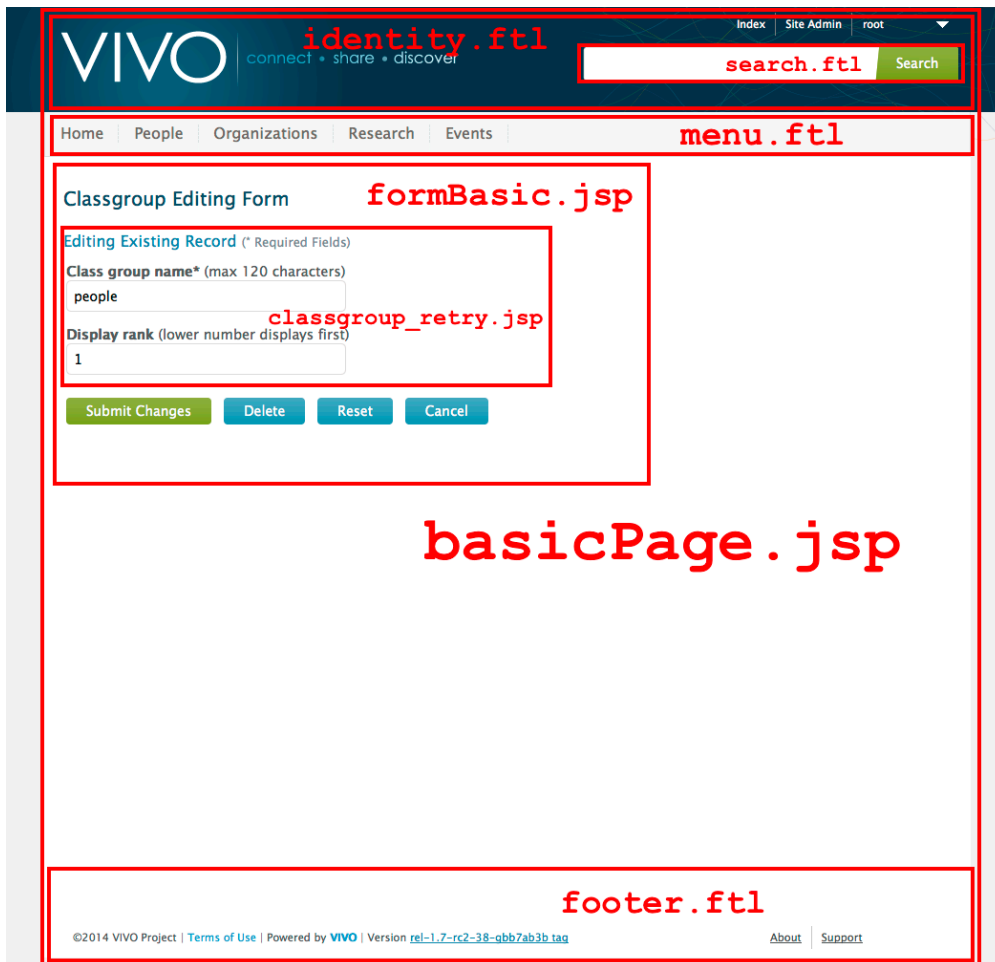 Index | Site Admin | root
identity.ftl
VIVO | connect • share • discover
search.ftl Search
Home People Organizations Research Events
menu.ftl
Classgroup Editing Form
formBasic.jsp
Editing Existing Record (* Required Fields)
Class group name* (max 120 characters)
people
classgroup_retry.jsp
Display rank (lower number displays first)
1
Submit Changes Delete Reset Cancel
basicPage.jsp
footer.ftl
©2014 VIVO Project | Terms of Use | Powered by VIVO | Version rel-1.7-rc2-38-gbb7ab3b tag
About | Support